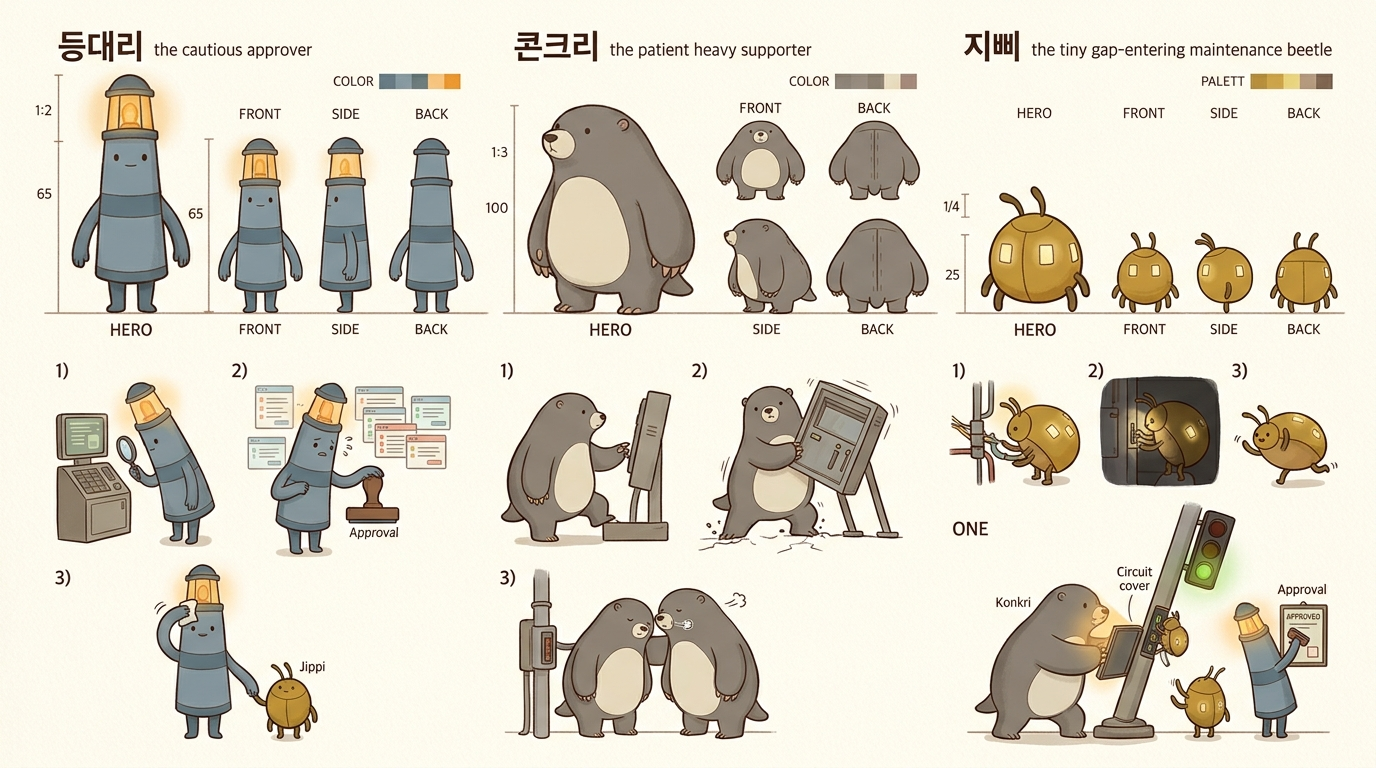 등대리 the cautious approver
COLOR
1:2
65
FRONT SIDE BACK
65
HERO FRONT SIDE BACK
1)
2)
Approval
3)
Jippi
콘크리 the patient heavy supporter
COLOR
FRONT BACK
1:3
100
HERO SIDE BACK
1)
2)
3)
지삐 the tiny gap-entering maintenance beetle
PALETT
HERO FRONT SIDE BACK
1/4
25
HERO FRONT SIDE BACK
1)
2)
3)
ONE
Circuit
cover
Konkri
Approval
APPROVEO